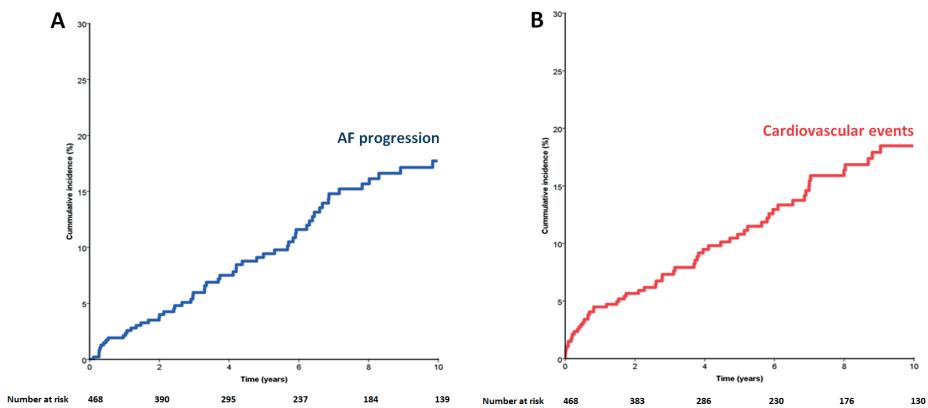 A
30
25
20
15
10
5
0
Cummulative incidence (%)
AF progression
0 2 4 6 8 10
Time (years)
Number at risk 468 390 295 237 184 139
B
30
25
20
15
10
5
0
Cummulative incidence (%)
Cardiovascular events
0 2 4 6 8 10
Time (years)
Number at risk 468 383 286 230 176 130